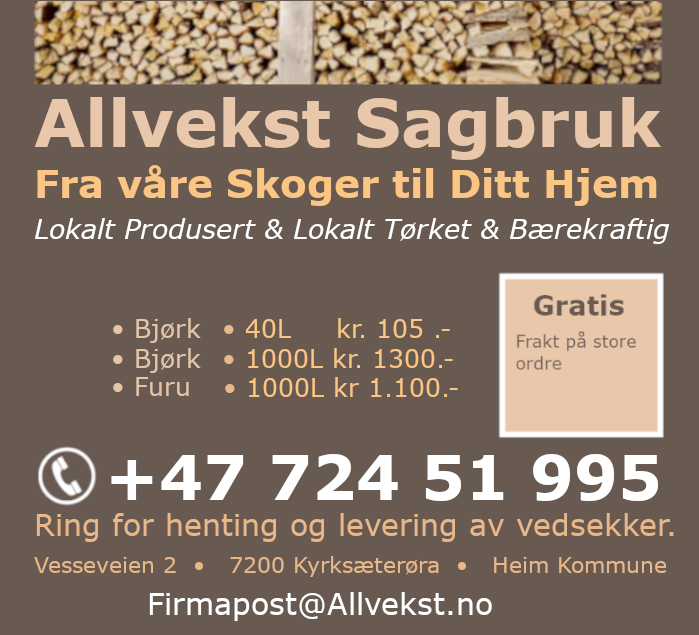 Allvekst Sagbruk
Fra våre Skoger til Ditt Hjem
Lokalt Produsert & Lokalt Tørket & Bærekraftig
• Bjørk • 40L kr. 105 .-
• Bjørk • 1000L kr. 1300.-
• Furu • 1000L kr 1.100.-
Gratis
Frakt på store
ordre
+47 724 51 995
Ring for henting og levering av vedsekker.
Vesseveien 2 • 7200 Kyrksæterøra • Heim Kommune
Firmapost@Allvekst.no